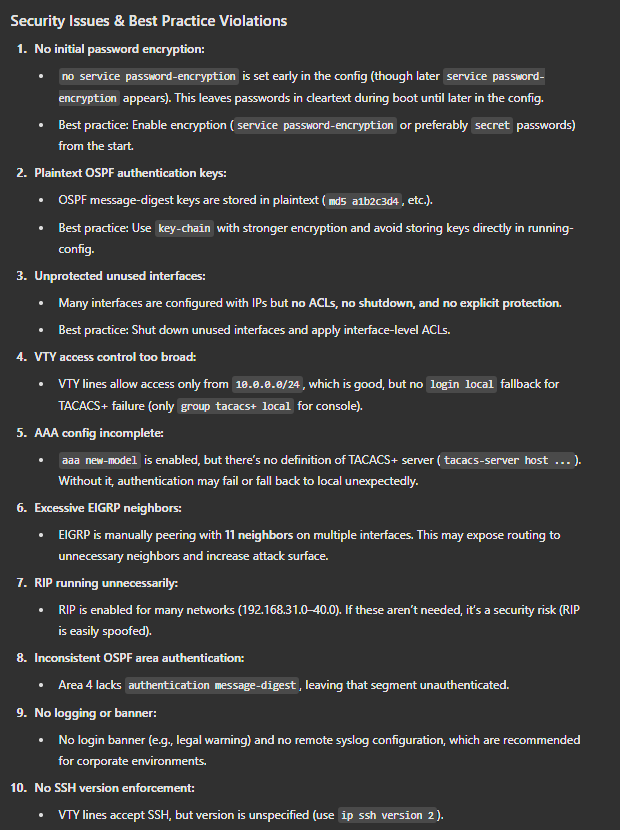 Security Issues & Best Practice Violations
1. No initial password encryption:
• no service password-encryption is set early in the config (though later service password-
encryption appears). This leaves passwords in cleartext during boot until later in the config.
• Best practice: Enable encryption (service password-encryption or preferably secret passwords)
from the start.
2. Plaintext OSPF authentication keys:
• OSPF message-digest keys are stored in plaintext (md5 a1b2c3d4, etc.).
• Best practice: Use key-chain with stronger encryption and avoid storing keys directly in running-
config.
3. Unprotected unused interfaces:
• Many interfaces are configured with IPs but no ACLs, no shutdown, and no explicit protection.
• Best practice: Shut down unused interfaces and apply interface-level ACLs.
4. VTY access control too broad:
• VTY lines allow access only from 10.0.0.0/24, which is good, but no login local fallback for
TACACS+ failure (only group tacacs+ local for console).
5. AAA config incomplete:
• aaa new-model is enabled, but there's no definition of TACACS+ server (tacacs-server host ...).
Without it, authentication may fail or fall back to local unexpectedly.
6. Excessive EIGRP neighbors:
• EIGRP is manually peering with 11 neighbors on multiple interfaces. This may expose routing to
unnecessary neighbors and increase attack surface.
7. RIP running unnecessarily:
• RIP is enabled for many networks (192.168.31.0–40.0). If these aren't needed, it's a security risk (RIP
is easily spoofed).
8. Inconsistent OSPF area authentication:
• Area 4 lacks authentication message-digest, leaving that segment unauthenticated.
9. No logging or banner:
• No login banner (e.g., legal warning) and no remote syslog configuration, which are recommended
for corporate environments.
10. No SSH version enforcement:
• VTY lines accept SSH, but version is unspecified (use ip ssh version 2).